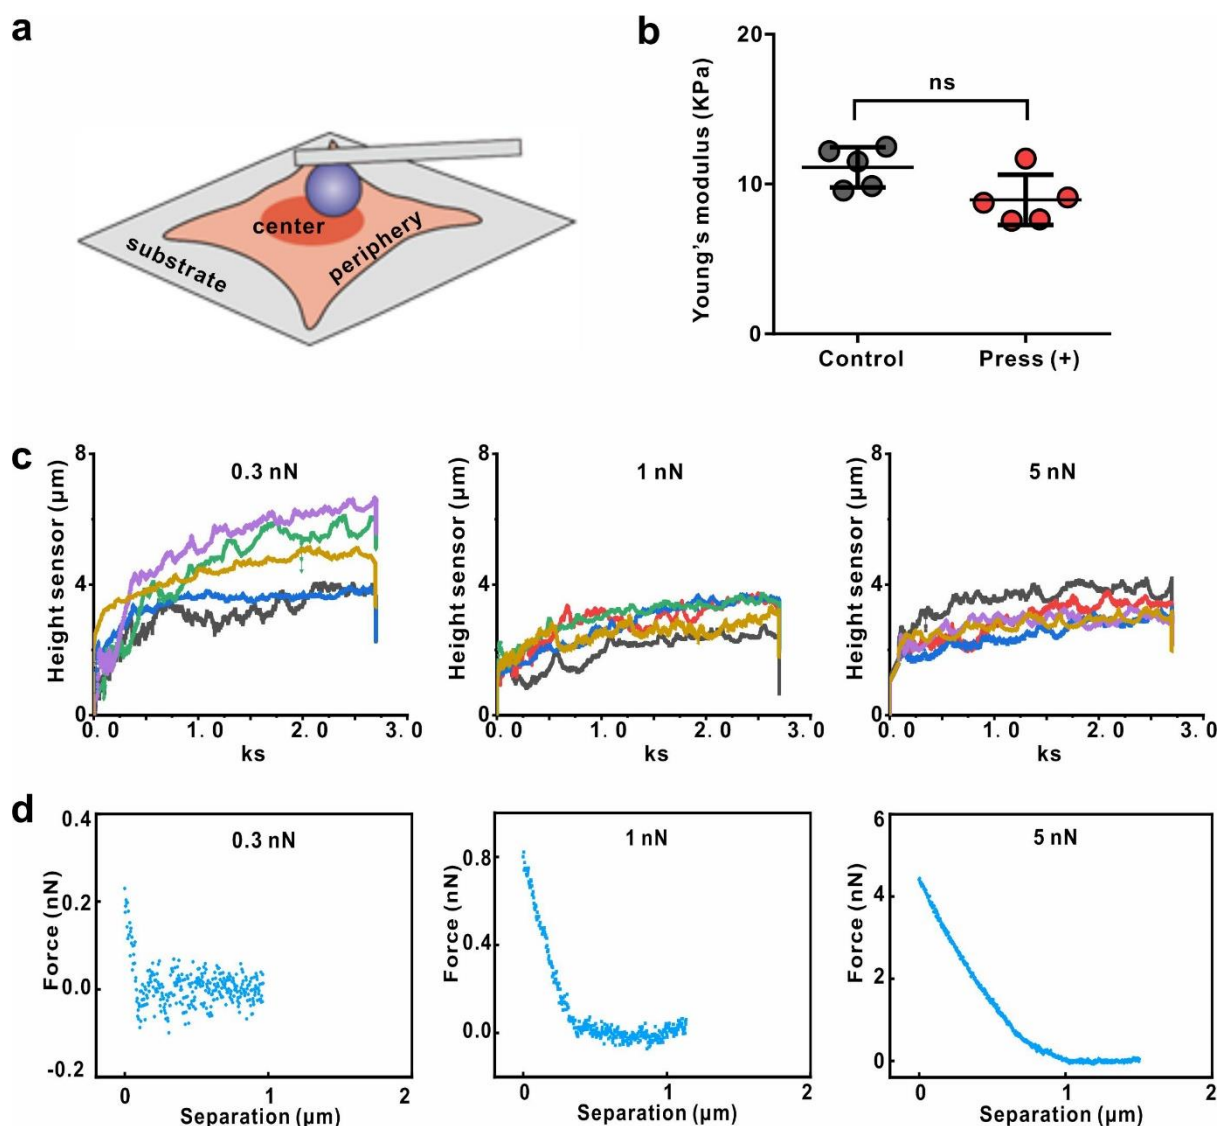 a
center
periphery
substrate
b
Young's modulus (KPa)
20
10
0
ns
Control
Press (+)
c
Height sensor (µm)
8
4
0
0.3 nN
0. 0
1. 0
2. 0
3. 0
ks
Height sensor (µm)
8
4
0
1 nN
0. 0
1. 0
2. 0
3. 0
ks
Height sensor (µm)
8
4
0
5 nN
0. 0
1. 0
2. 0
3. 0
ks
d
Force (nN)
0.4
0.2
0.0
-0.2
0.3 nN
0
1
2
Separation (µm)
Force (nN)
0.8
0.4
0.0
1 nN
0
1
2
Separation (µm)
Force (nN)
6
4
2
0
5 nN
0
1
2
Separation (µm)